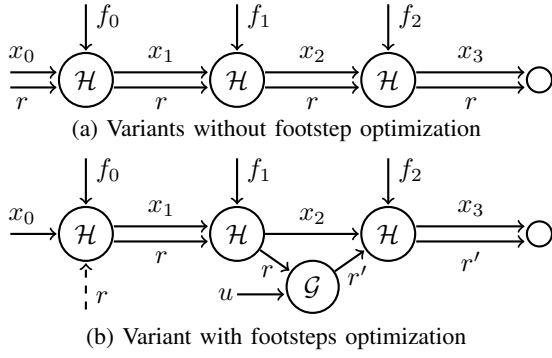 f₀ f₁ f₂
x₀ x₁ x₂ x₃
ℋ ℋ ℋ
r r r r
(a) Variants without footstep optimization
f₀ f₁ f₂
x₀ x₁ x₂ x₃
ℋ ℋ ℋ
r r r' r'
r u 𝒢
(b) Variant with footsteps optimization